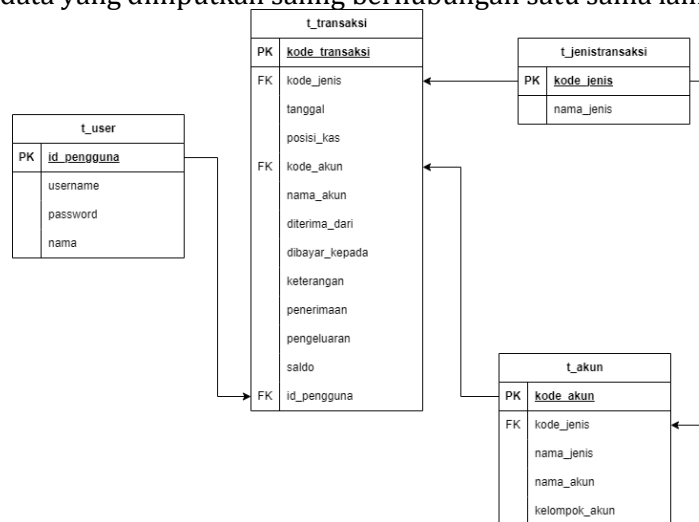 data yang diinputkan saling berhubungan satu sama lain
t_transaksi
PK kode_transaksi
FK kode_jenis
tanggal
posisi_kas
FK kode_akun
nama_akun
diterima_dari
dibayar_kepada
keterangan
penerimaan
pengeluaran
saldo
FK id_pengguna
t_jenistransaksi
PK kode_jenis
nama_jenis
t_user
PK id_pengguna
username
password
nama
t_akun
PK kode_akun
FK kode_jenis
nama_jenis
nama_akun
kelompok_akun